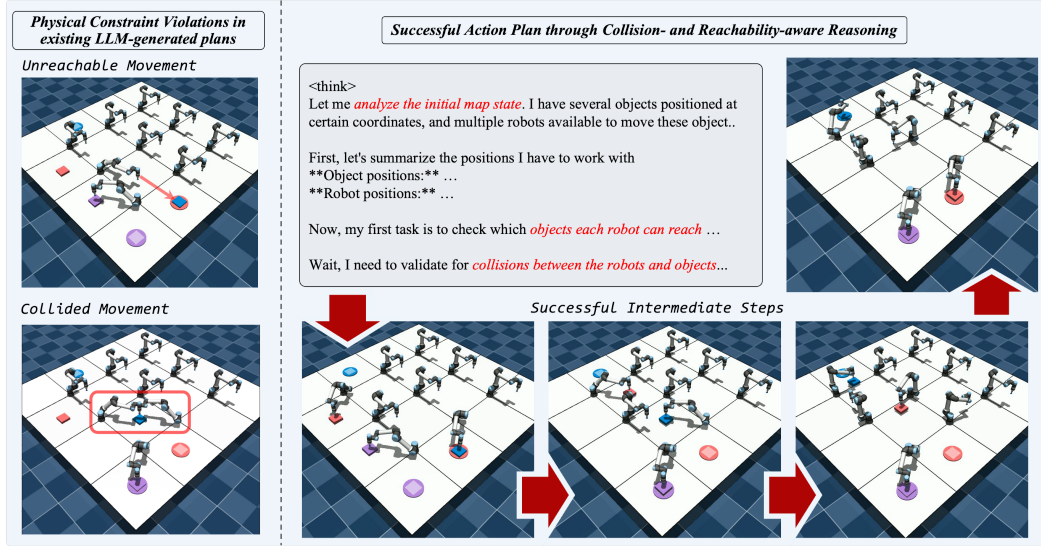 Physical Constraint Violations in
existing LLM-generated plans
Unreachable Movement
Collided Movement
Successful Action Plan through Collision- and Reachability-aware Reasoning
<think>
Let me analyze the initial map state. I have several objects positioned at
certain coordinates, and multiple robots available to move these object..
First, let's summarize the positions I have to work with
**Object positions:** …
**Robot positions:** …
Now, my first task is to check which objects each robot can reach …
Wait, I need to validate for collisions between the robots and objects...
Successful Intermediate Steps